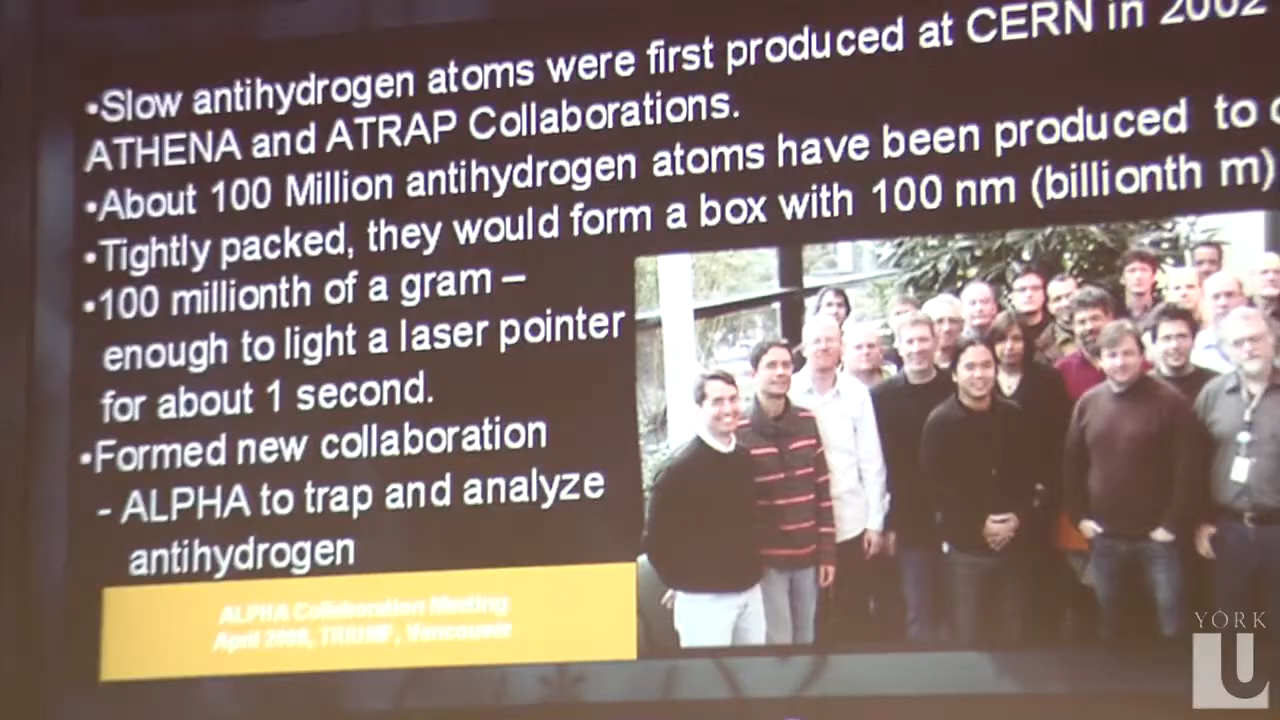 •Slow antihydrogen atoms were first produced at CERN in 2002
ATHENA and ATRAP Collaborations.
•About 100 Million antihydrogen atoms have been produced to
•Tightly packed, they would form a box with 100 nm (billionth m)
•100 millionth of a gram –
enough to light a laser pointer
for about 1 second.
•Formed new collaboration
- ALPHA to trap and analyze
antihydrogen
ALPHA Collaboration Meeting
April TRIUMF, Vancouver
YORK
U